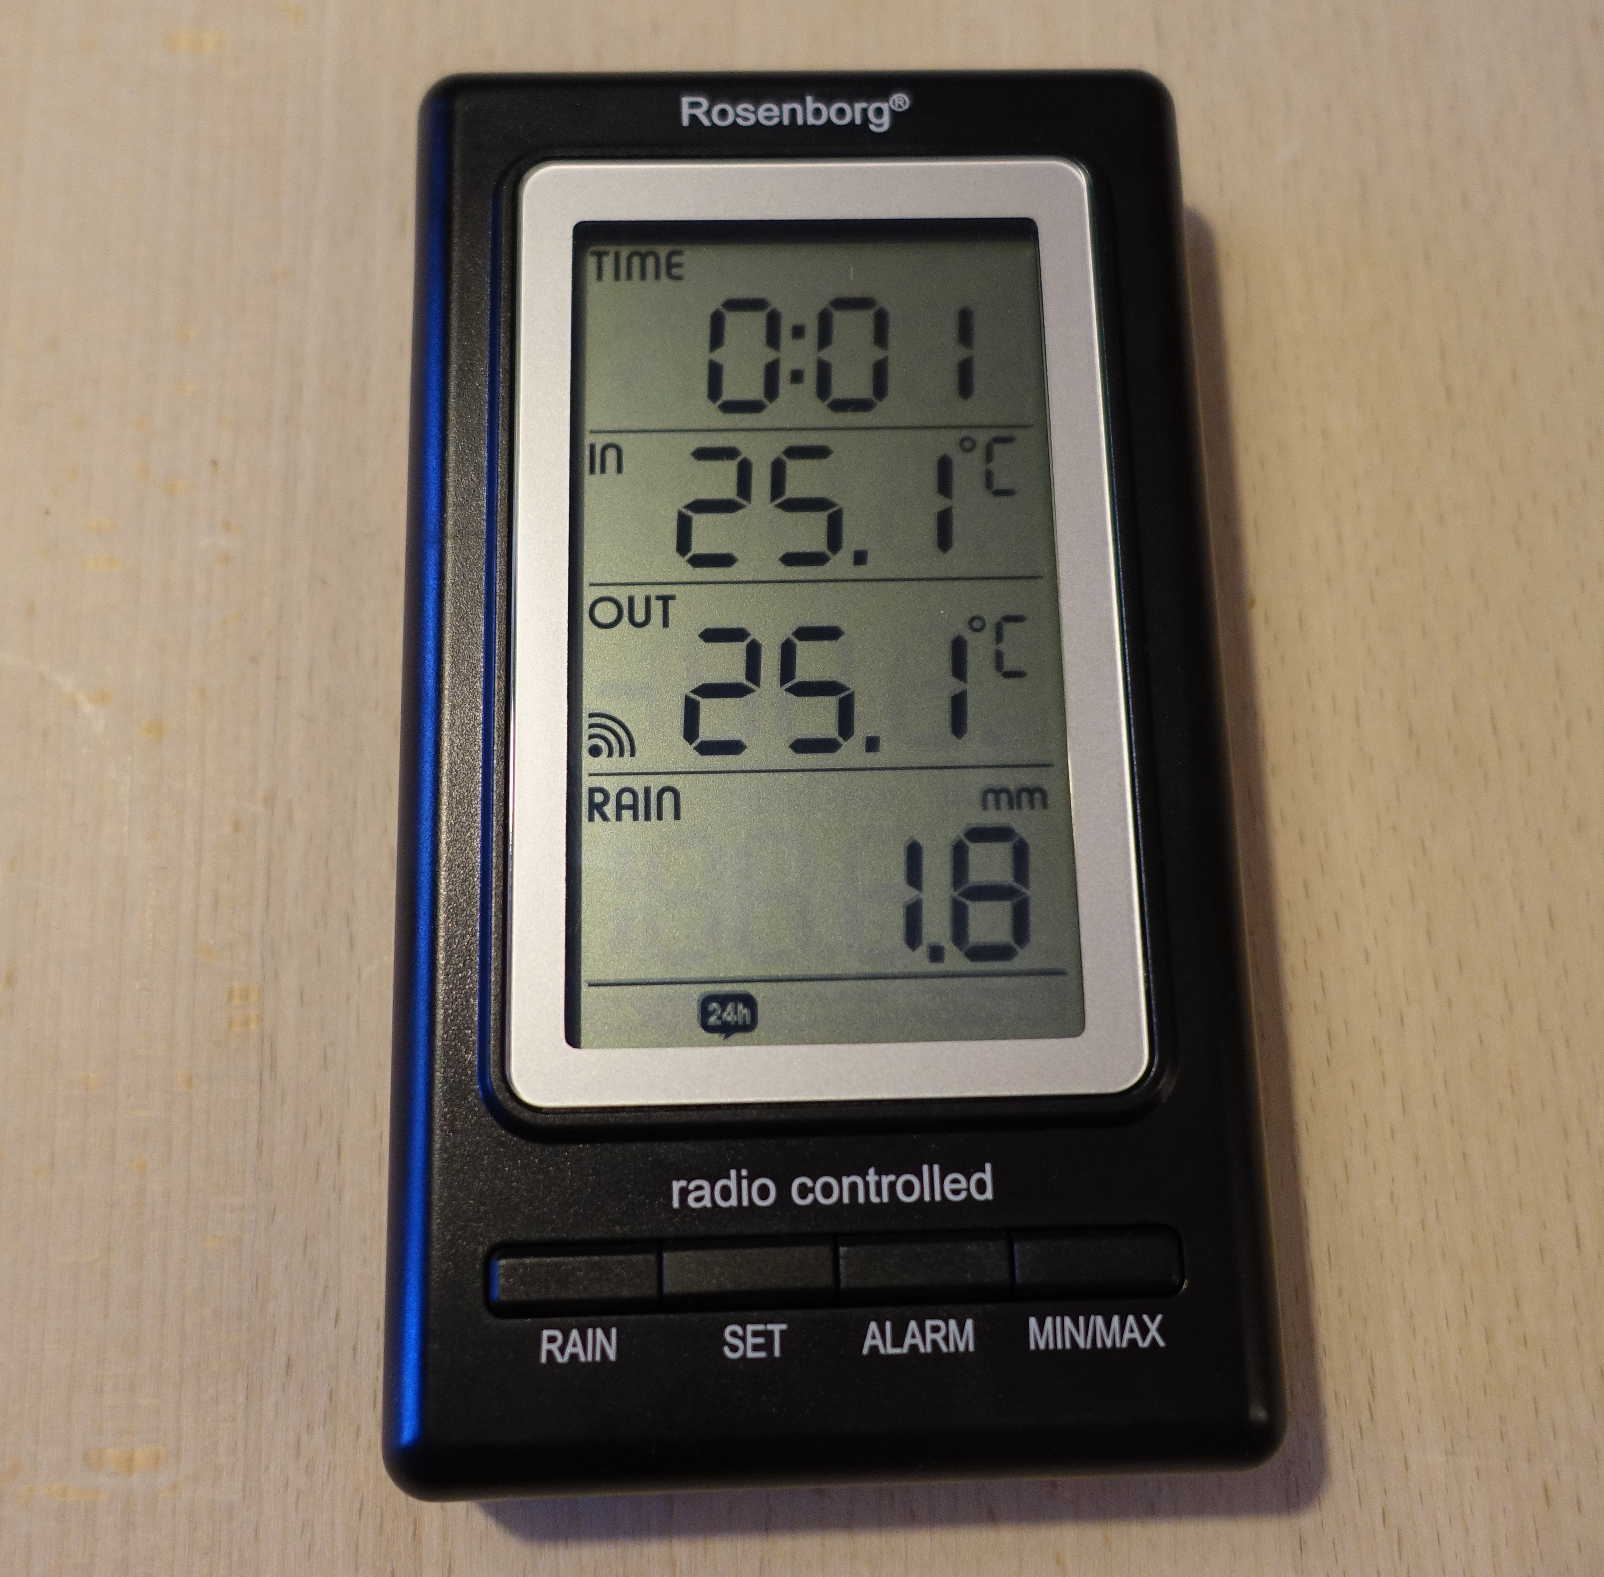 Rosenborg®
TIME
0:01
IN
25.1°C
OUT
25.1°C
RAIN mm
1.8
24h
radio controlled
RAIN SET ALARM MIN/MAX